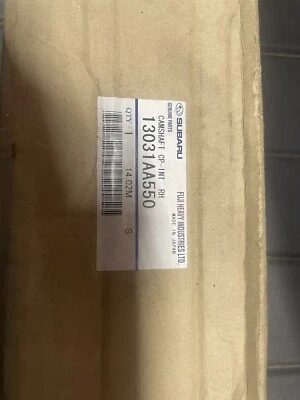 SUBARU
GENUINE PARTS
FUJI HEAVY INDUSTRIES LTD.
MADE IN JAPAN
13031AA550
CAMSHAFT CP-INT RH
QTY 1 14.02M S